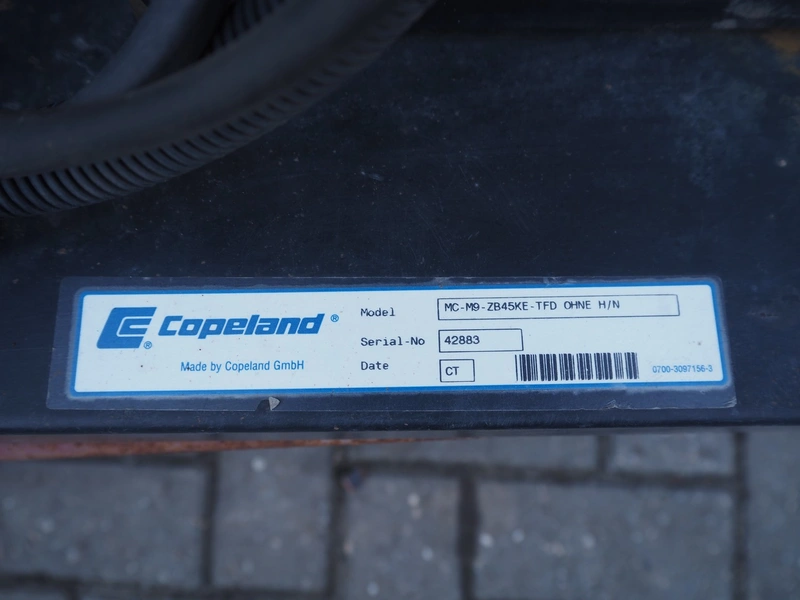 Copeland®
Made by Copeland GmbH
Model MC-M9-ZB45KE-TFD OHNE H/N
Serial-No 42883
Date CT
0700-3097156-3